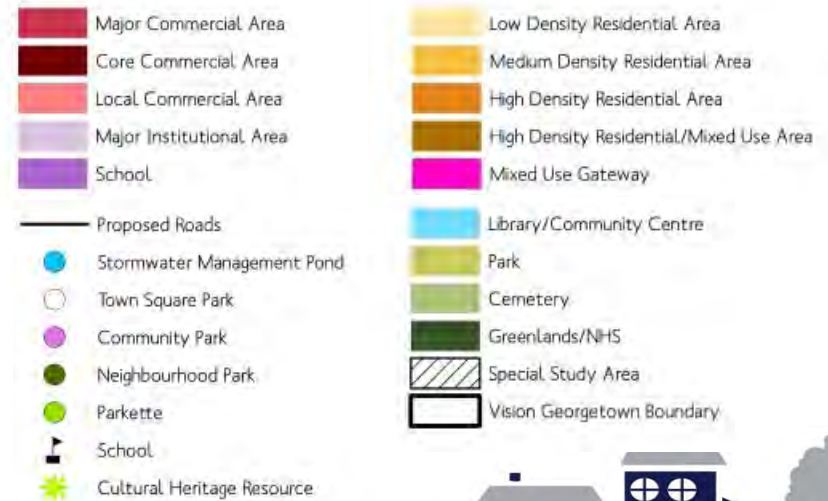 Major Commercial Area
Core Commercial Area
Local Commercial Area
Major Institutional Area
School
Proposed Roads
Stormwater Management Pond
Town Square Park
Community Park
Neighbourhood Park
Parkette
School
Cultural Heritage Resource
Low Density Residential Area
Medium Density Residential Area
High Density Residential Area
High Density Residential/Mixed Use Area
Mixed Use Gateway
Library/Community Centre
Park
Cemetery
Greenlands/NHS
Special Study Area
Vision Georgetown Boundary